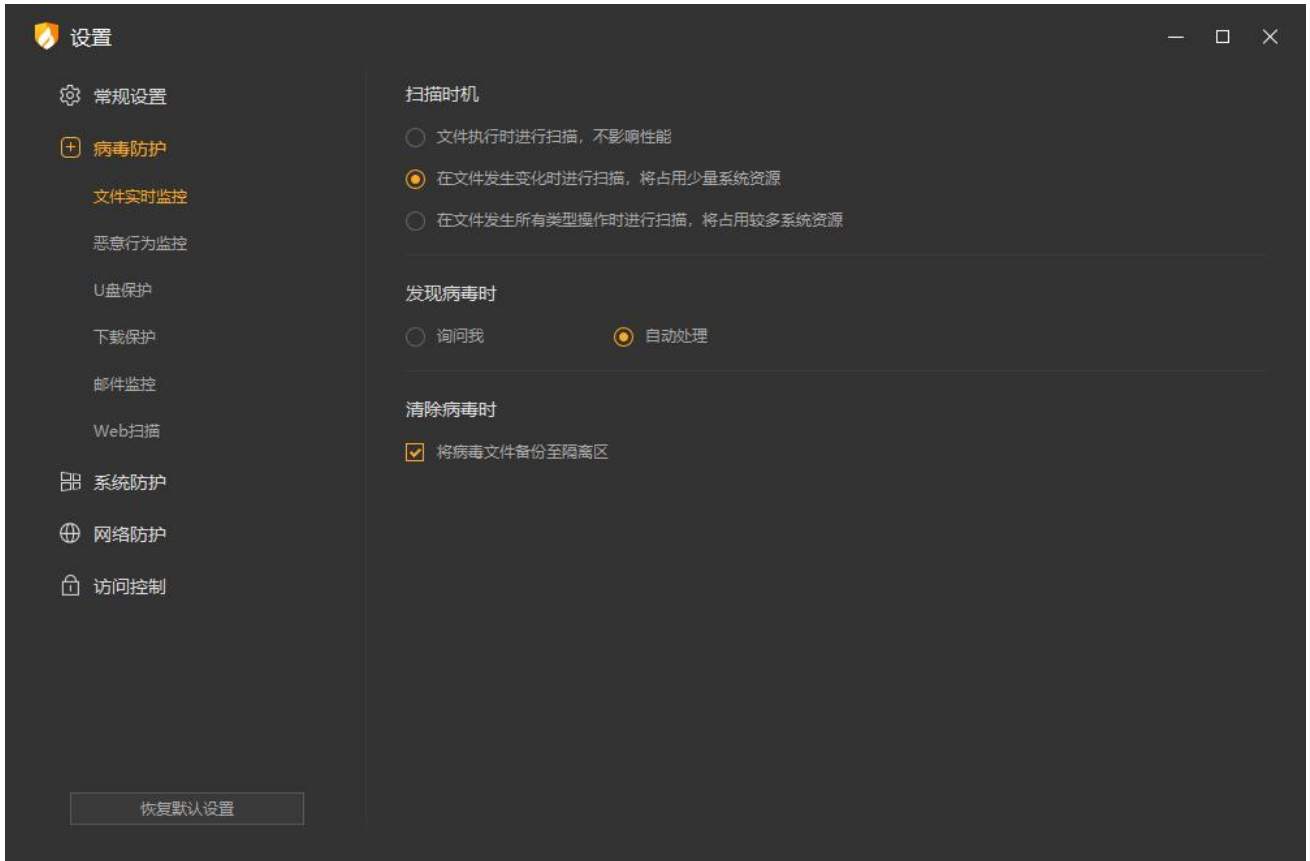 设置
常规设置
病毒防护
文件实时监控
恶意行为监控
U盘保护
下载保护
邮件监控
Web扫描
系统防护
网络防护
访问控制
恢复默认设置
扫描时机
文件执行时进行扫描，不影响性能
在文件发生变化时进行扫描，将占用少量系统资源
在文件发生所有类型操作时进行扫描，将占用较多系统资源
发现病毒时
询问我 自动处理
清除病毒时
将病毒文件备份至隔离区